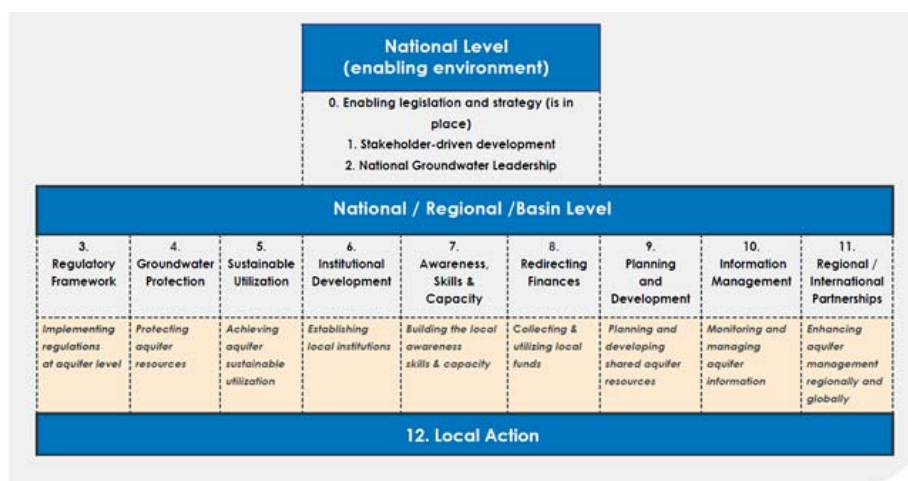 National Level
(enabling environment)
0. Enabling legislation and strategy (is in
place)
1. Stakeholder-driven development
2. National Groundwater Leadership
National / Regional /Basin Level
3.
Regulatory
Framework
4.
Groundwater
Protection
5.
Sustainable
Utilization
6.
Institutional
Development
7.
Awareness,
Skills &
Capacity
8.
Redirecting
Finances
9.
Planning
and
Development
10.
Information
Management
11.
Regional /
International
Partnerships
Implementing
regulations
at aquifer level
Protecting
aquifer
resources
Achieving
aquifer
sustainable
utilization
Establishing
local institutions
Building the local
awareness
skills & capacity
Collecting &
utilizing local
funds
Planning and
developing
shared aquifer
resources
Monitoring and
managing
aquifer
information
Enhancing
aquifer
management
regionally and
globally
12. Local Action